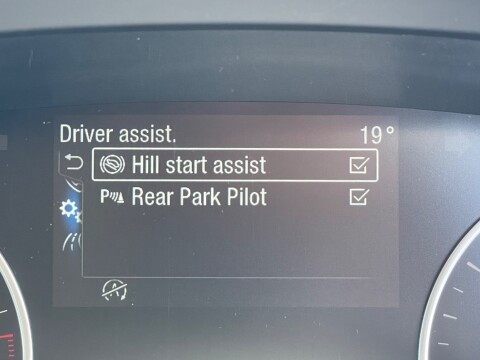 Driver assist. 19°
Hill start assist
P Rear Park Pilot
A